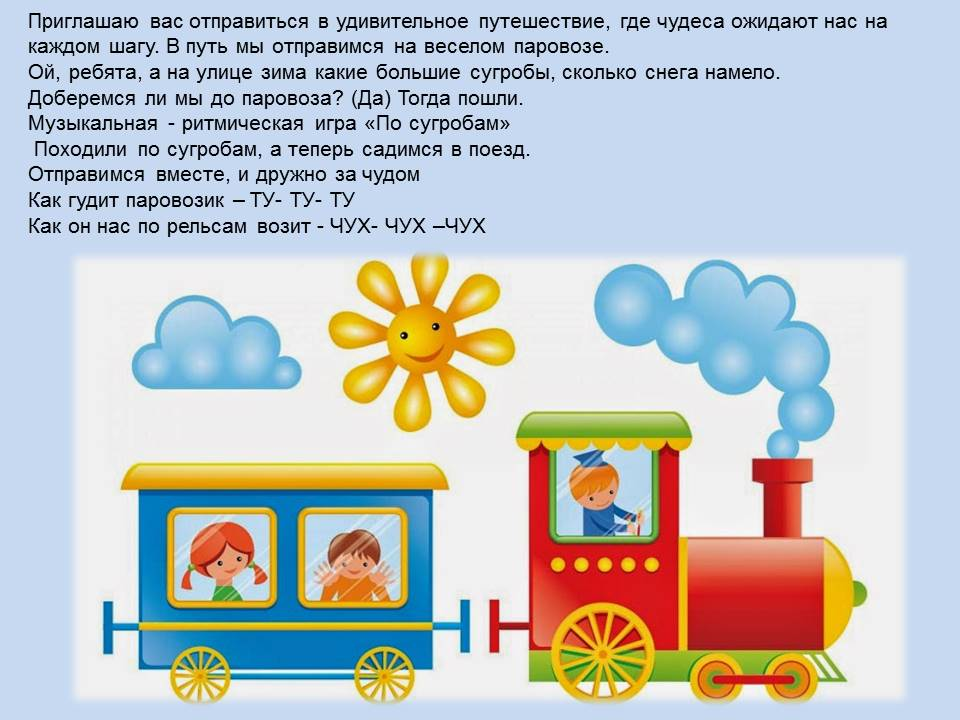 Приглашаю вас отправиться в удивительное путешествие, где чудеса ожидают нас на
каждом шагу. В путь мы отправимся на веселом паровозе.
Ой, ребята, а на улице зима какие большие сугробы, сколько снега намело.
Доберемся ли мы до паровоза? (Да) Тогда пошли.
Музыкальная - ритмическая игра «По сугробам»
Походили по сугробам, а теперь садимся в поезд.
Отправимся вместе, и дружно за чудом
Как гудит паровозик – ТУ- ТУ- ТУ
Как он нас по рельсам возит - ЧУХ- ЧУХ –ЧУХ